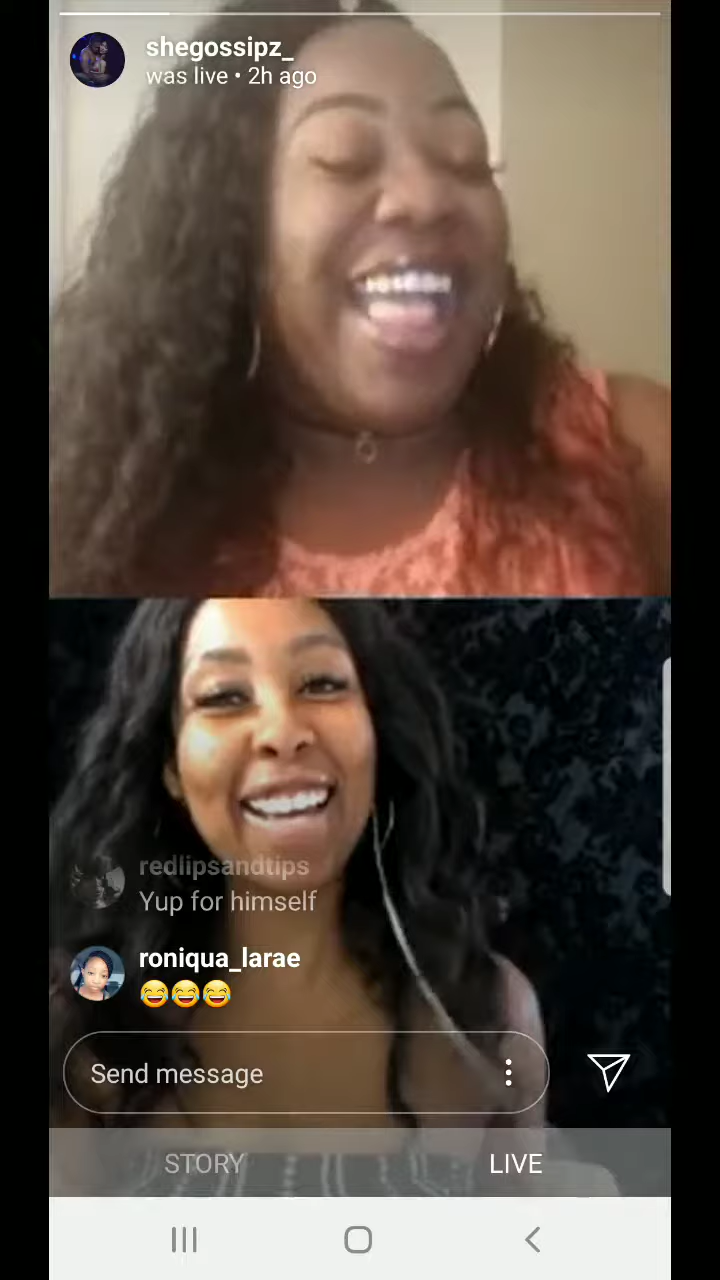 shegossipz_
was live • 2h ago
redlipsandtips
Yup for himself
roniqua_larae
😂😂😂
Send message
STORY
LIVE